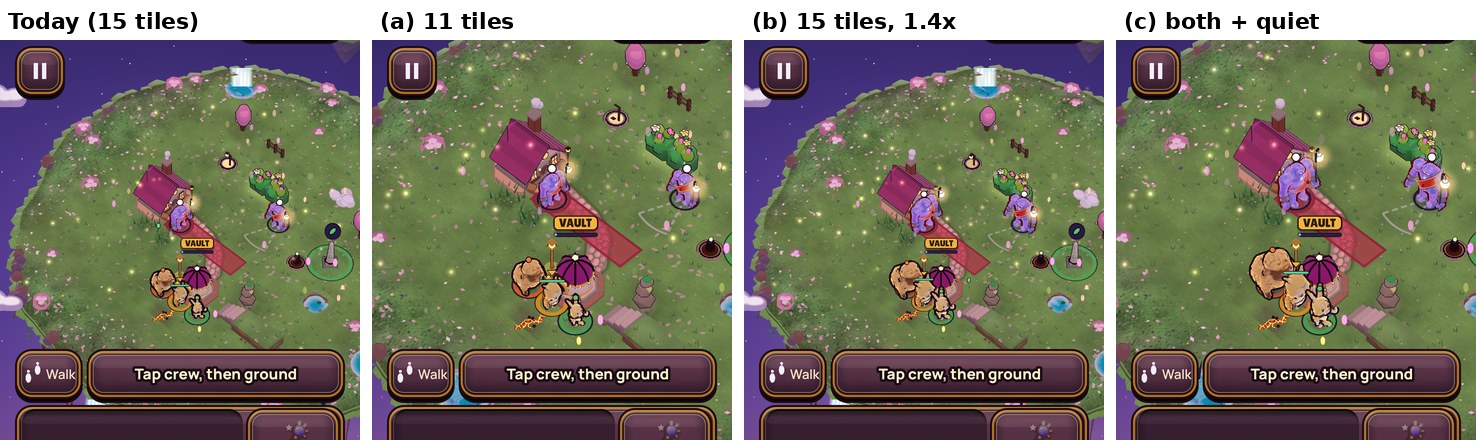 Today (15 tiles)
(a) 11 tiles
(b) 15 tiles, 1.4x
(c) both + quiet
VAULT
VAULT
VAULT
VAULT
Walk
Tap crew, then ground
Walk
Tap crew, then ground
Walk
Tap crew, then ground
Walk
Tap crew, then ground